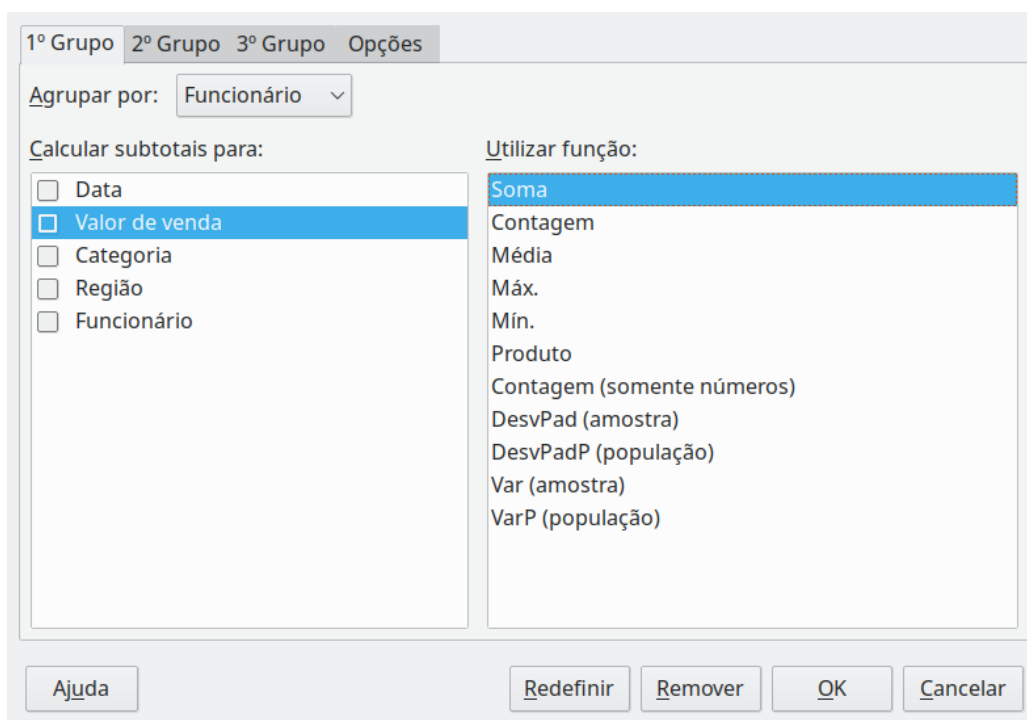 1º Grupo 2º Grupo 3º Grupo Opções
Agrupar por: Funcionário
Calcular subtotais para:
Data
Valor de venda
Categoria
Região
Funcionário
Utilizar função:
Soma
Contagem
Média
Máx.
Mín.
Produto
Contagem (somente números)
DesvPad (amostra)
DesvPadP (população)
Var (amostra)
VarP (população)
Ajuda Redefinir Remover OK Cancelar